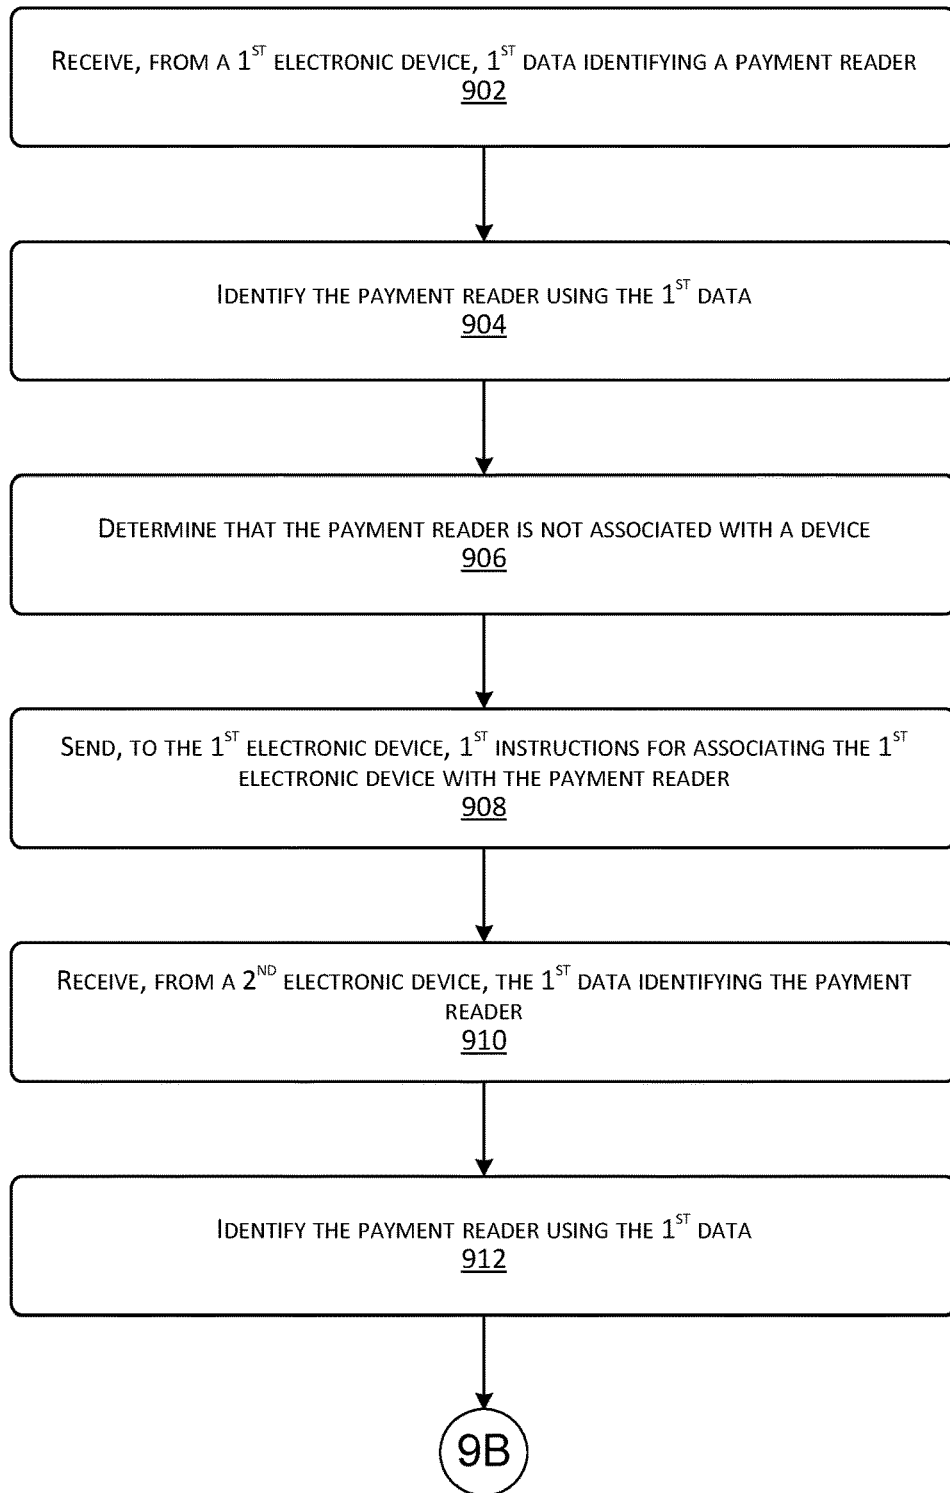 RECEIVE, FROM A 1ST ELECTRONIC DEVICE, 1ST DATA IDENTIFYING A PAYMENT READER
902
IDENTIFY THE PAYMENT READER USING THE 1ST DATA
904
DETERMINE THAT THE PAYMENT READER IS NOT ASSOCIATED WITH A DEVICE
906
SEND, TO THE 1ST ELECTRONIC DEVICE, 1ST INSTRUCTIONS FOR ASSOCIATING THE 1ST
ELECTRONIC DEVICE WITH THE PAYMENT READER
908
RECEIVE, FROM A 2ND ELECTRONIC DEVICE, THE 1ST DATA IDENTIFYING THE PAYMENT
READER
910
IDENTIFY THE PAYMENT READER USING THE 1ST DATA
912
9B